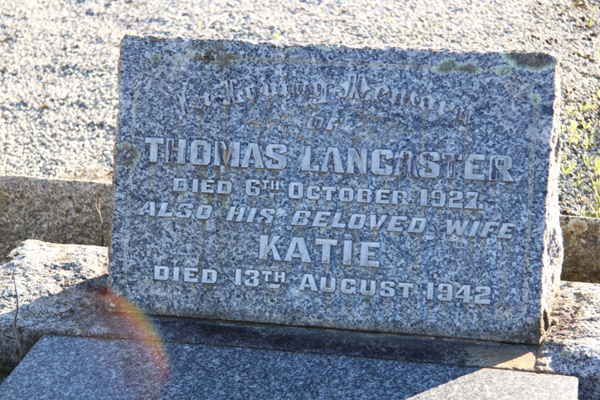 In Loving Memory
OF
THOMAS LANCASTER
DIED 6TH OCTOBER 1927.
ALSO HIS BELOVED WIFE
KATIE
DIED 13TH AUGUST 1942